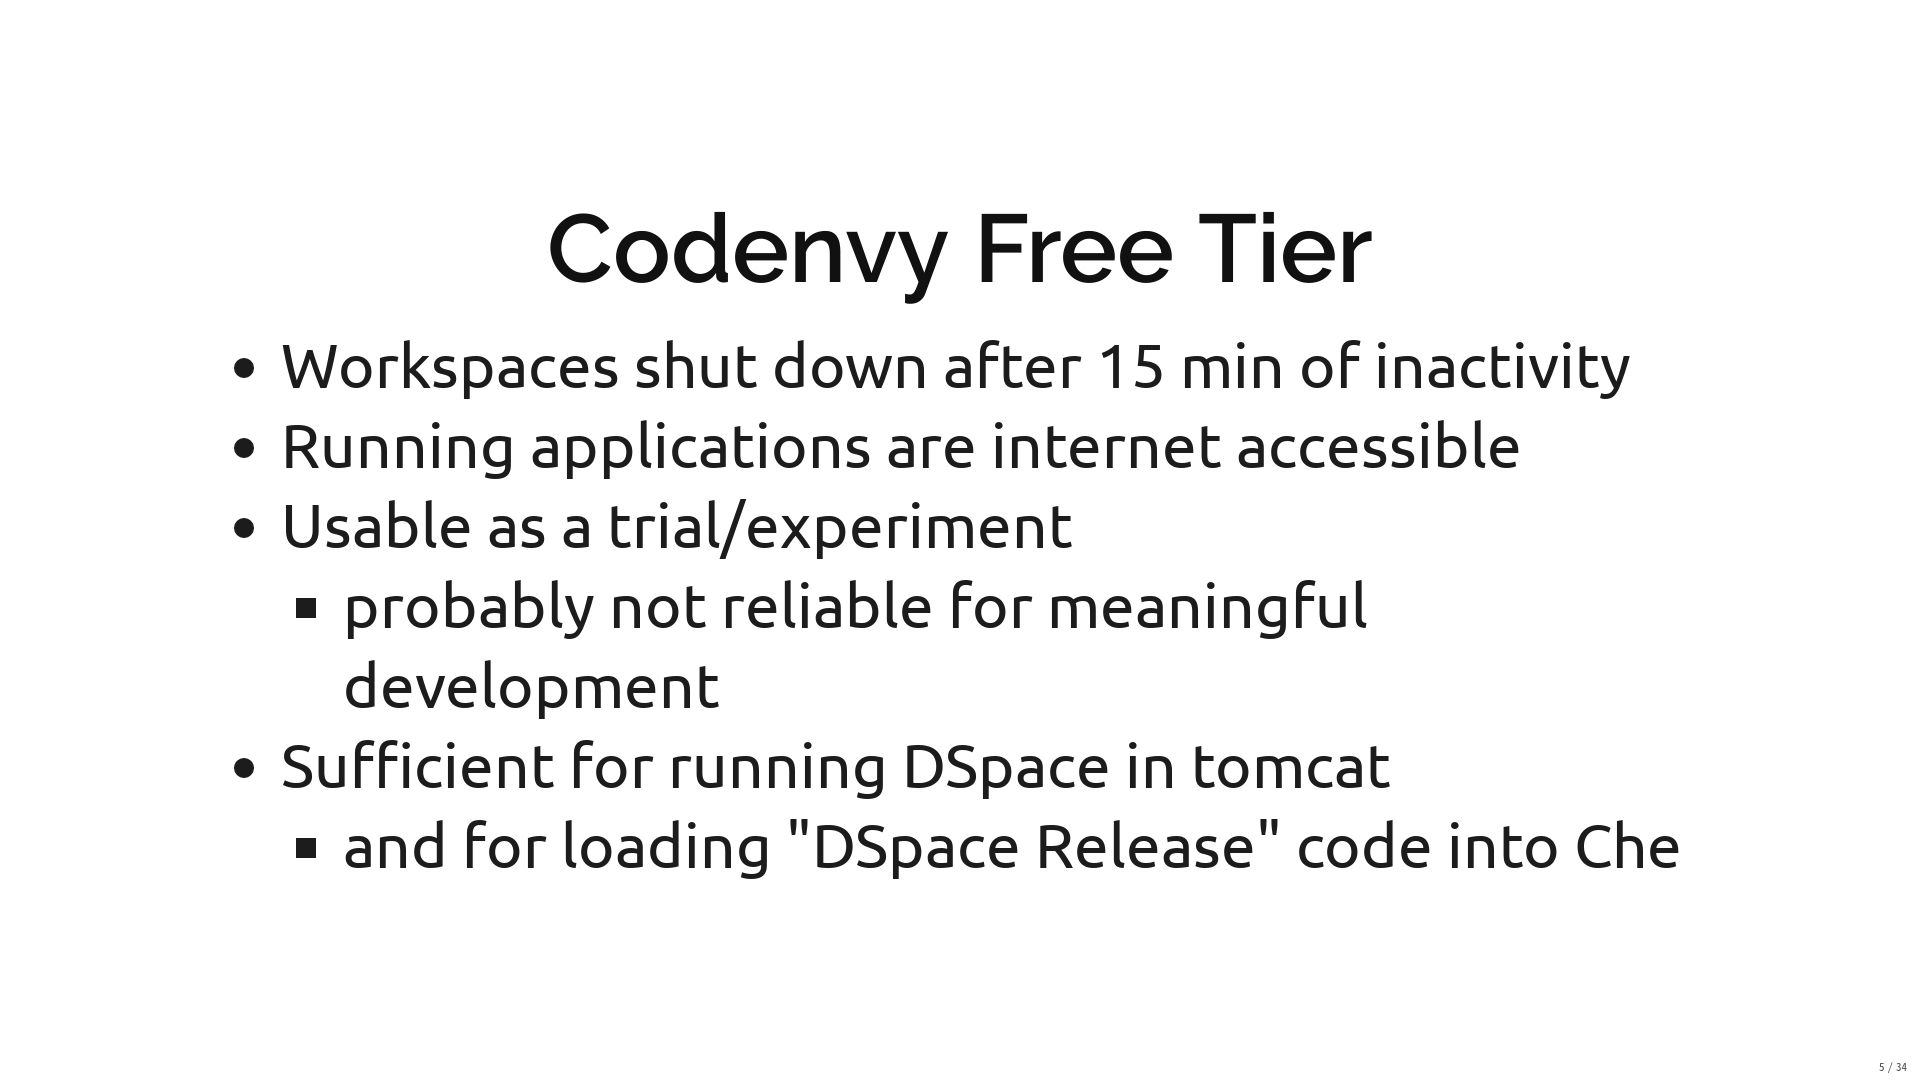 Codenvy Free Tier
• Workspaces shut down after 15 min of inactivity
• Running applications are internet accessible
• Usable as a trial/experiment
▪ probably not reliable for meaningful
development
• Sufficient for running DSpace in tomcat
▪ and for loading "DSpace Release" code into Che
5 / 34